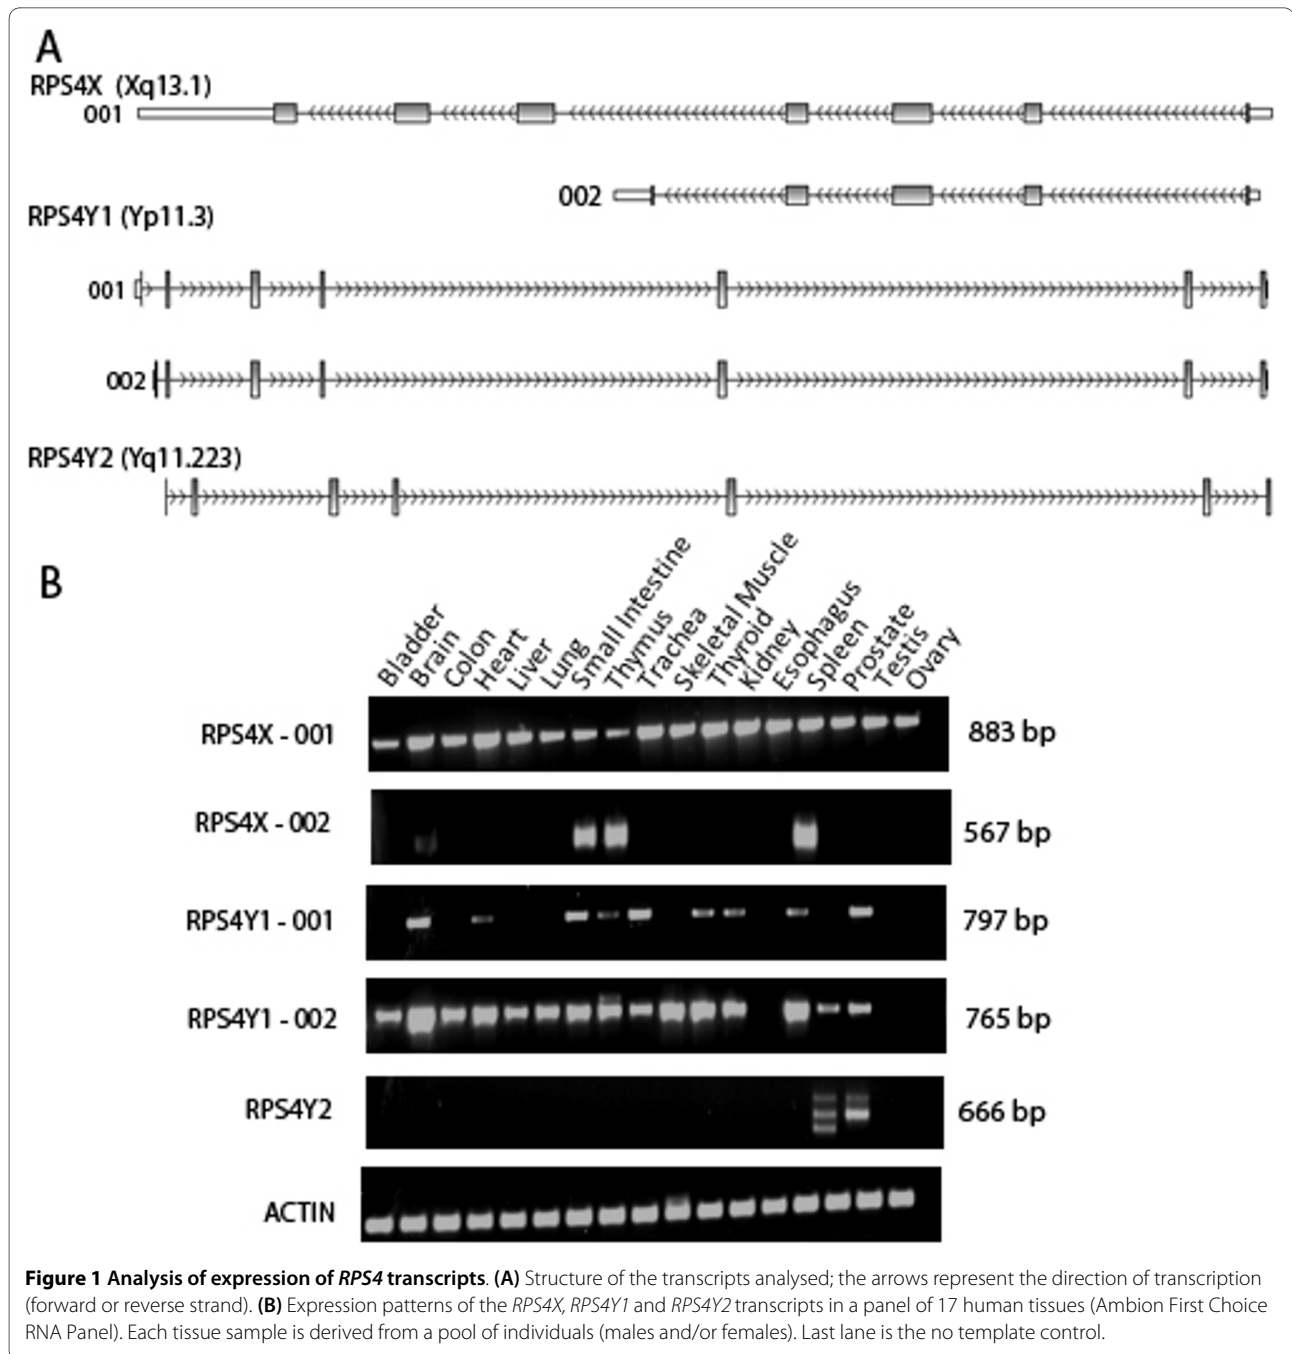 A
RPS4X (Xq13.1)
001
002
RPS4Y1 (Yp11.3)
001
002
RPS4Y2 (Yq11.223)
B
Bladder
Brain
Colon
Heart
Liver
Lung
Small Intestine
Thymus
Trachea
Skeletal Muscle
Thyroid
Kidney
Esophagus
Spleen
Prostate
Testis
Ovary
RPS4X - 001
883 bp
RPS4X - 002
567 bp
RPS4Y1 - 001
797 bp
RPS4Y1 - 002
765 bp
RPS4Y2
666 bp
ACTIN
Figure 1 Analysis of expression of RPS4 transcripts. (A) Structure of the transcripts analysed; the arrows represent the direction of transcription
(forward or reverse strand). (B) Expression patterns of the RPS4X, RPS4Y1 and RPS4Y2 transcripts in a panel of 17 human tissues (Ambion First Choice
RNA Panel). Each tissue sample is derived from a pool of individuals (males and/or females). Last lane is the no template control.